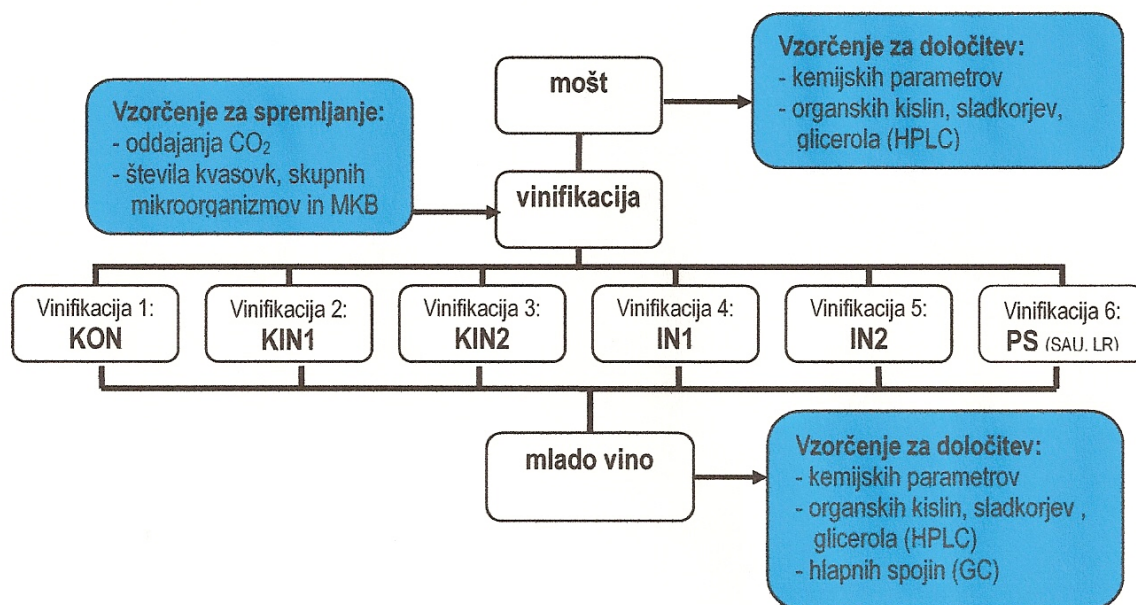 Vzorčenje za določitev:
- kemijskih parametrov
- organskih kislin, sladkorjev,
glicerola (HPLC)
mošt
Vzorčenje za spremljanje:
- oddajanja CO₂
- števila kvasovk, skupnih
mikroorganizmov in MKB
vinifikacija
Vinifikacija 1:
KON
Vinifikacija 2:
KIN1
Vinifikacija 3:
KIN2
Vinifikacija 4:
IN1
Vinifikacija 5:
IN2
Vinifikacija 6:
PS (SAU. LR)
mlado vino
Vzorčenje za določitev:
- kemijskih parametrov
- organskih kislin, sladkorjev ,
glicerola (HPLC)
- hlapnih spojin (GC)